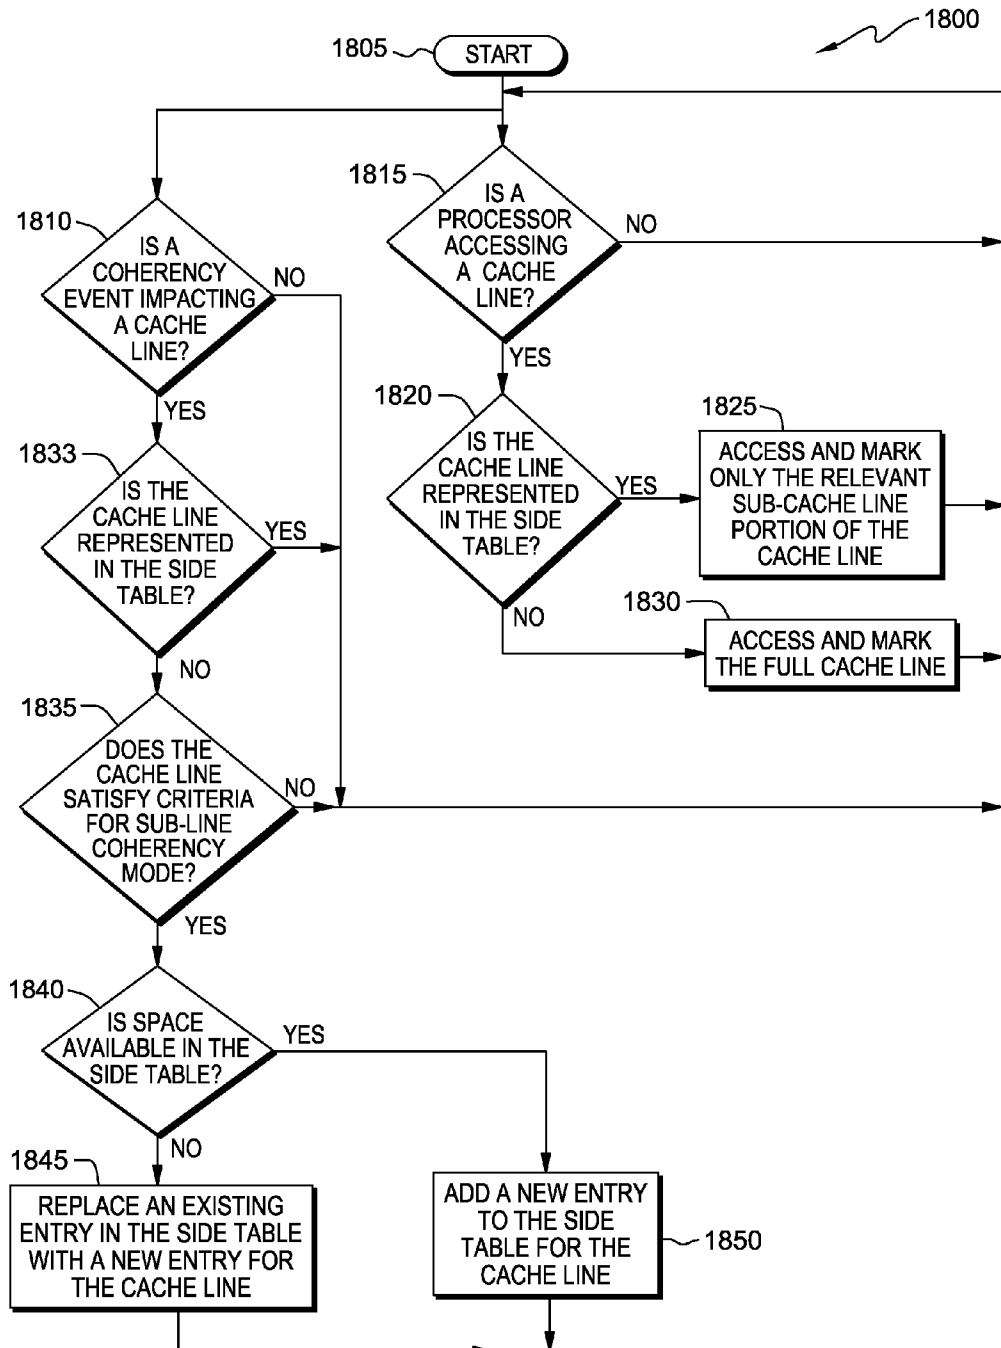 1800
1805
START
1815
IS A
PROCESSOR
ACCESSING
A CACHE
LINE?
NO
YES
1810
IS A
COHERENCY
EVENT IMPACTING
A CACHE
LINE?
NO
YES
1820
IS THE
CACHE LINE
REPRESENTED
IN THE SIDE
TABLE?
YES
NO
1825
ACCESS AND MARK
ONLY THE RELEVANT
SUB-CACHE LINE
PORTION OF THE
CACHE LINE
1830
ACCESS AND MARK
THE FULL CACHE LINE
1833
IS THE
CACHE LINE
REPRESENTED
IN THE SIDE
TABLE?
YES
NO
1835
DOES THE
CACHE LINE
SATISFY CRITERIA
FOR SUB-LINE
COHERENCY
MODE?
NO
YES
1840
IS SPACE
AVAILABLE IN THE
SIDE TABLE?
YES
NO
1845
REPLACE AN EXISTING
ENTRY IN THE SIDE TABLE
WITH A NEW ENTRY FOR
THE CACHE LINE
ADD A NEW ENTRY
TO THE SIDE
TABLE FOR THE
CACHE LINE
1850